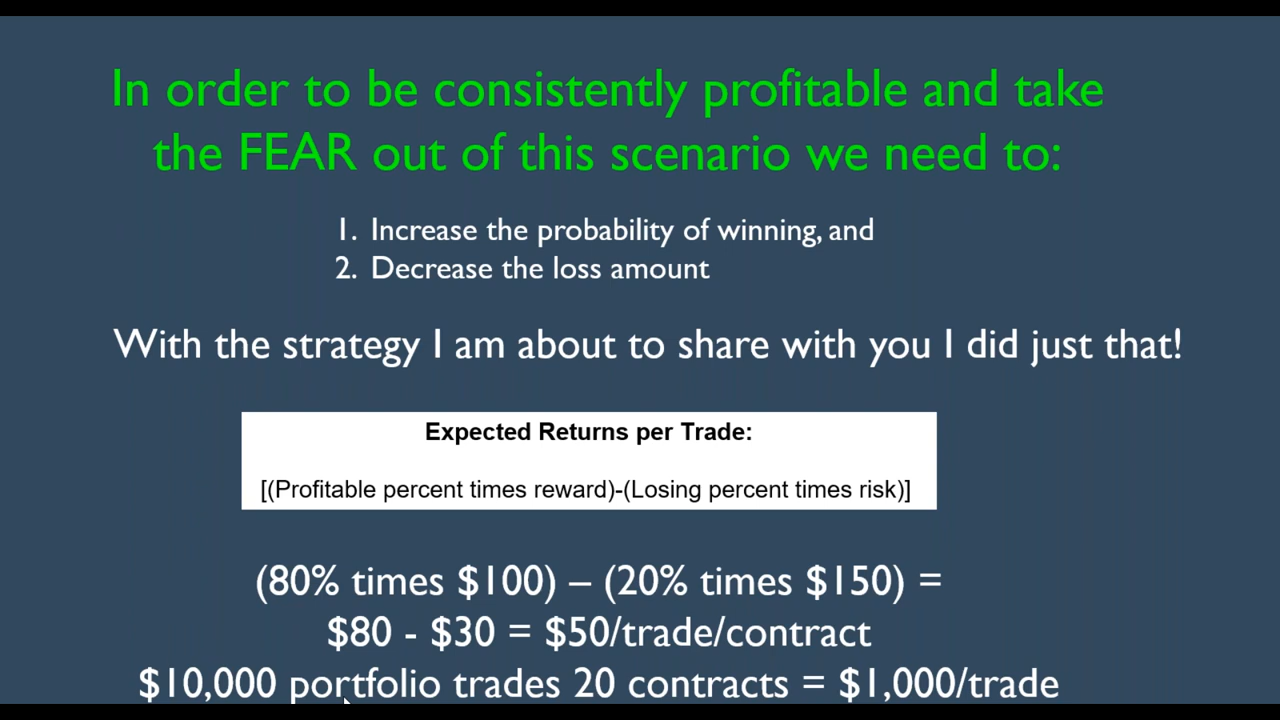 In order to be consistently profitable and take
the FEAR out of this scenario we need to:
1. Increase the probability of winning, and
2. Decrease the loss amount
With the strategy I am about to share with you I did just that!
Expected Returns per Trade:
[(Profitable percent times reward)-(Losing percent times risk)]
(80% times $100) – (20% times $150) =
$80 - $30 = $50/trade/contract
$10,000 portfolio trades 20 contracts = $1,000/trade